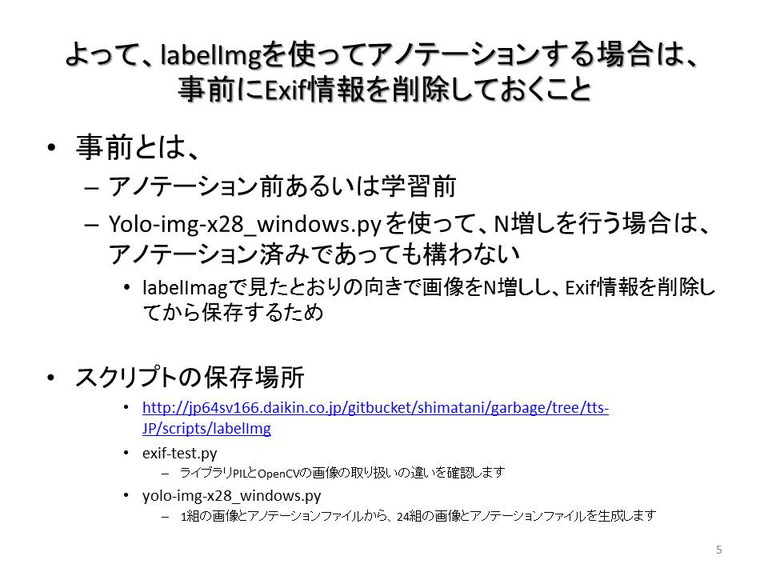 よって、labelImgを使ってアノテーションする場合は、
事前にExif情報を削除しておくこと
• 事前とは、
– アノテーション前あるいは学習前
– Yolo-img-x28_windows.pyを使って、N増しを行う場合は、
アノテーション済みであっても構わない
• labelImagで見たとおりの向きで画像をN増しし、Exif情報を削除し
てから保存するため
• スクリプトの保存場所
• http://jp64sv166.daikin.co.jp/gitbucket/shimatani/garbage/tree/tts-
JP/scripts/labelImg
• exif-test.py
– ライブラリPILとOpenCVの画像の取り扱いの違いを確認します
• yolo-img-x28_windows.py
– 1組の画像とアノテーションファイルから、24組の画像とアノテーションファイルを生成します
5